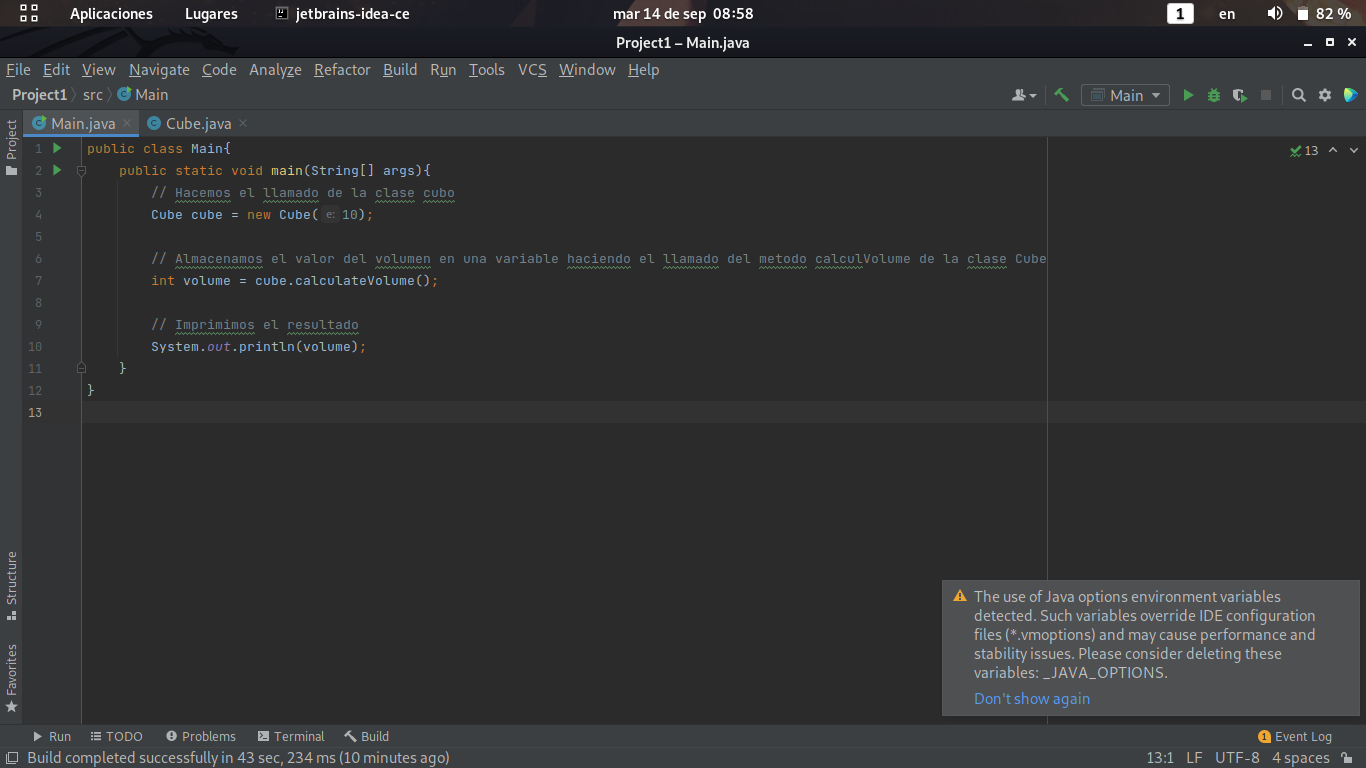 Aplicaciones Lugares jetbrains-idea-ce mar 14 de sep 08:58 1 en 82 %
Project1 – Main.java
File Edit View Navigate Code Analyze Refactor Build Run Tools VCS Window Help
Project1 src Main Main
Main.java Cube.java
Project
1 public class Main{
13
2 public static void main(String[] args){
3 // Hacemos el llamado de la clase cubo
4 Cube cube = new Cube( e: 10);
5
6 // Almacenamos el valor del volumen en una variable haciendo el llamado del metodo calculVolume de la clase Cube
7 int volume = cube.calculateVolume();
8
9 // Imprimimos el resultado
10 System.out.println(volume);
11 }
12 }
13
Structure
Favorites
The use of Java options environment variables
detected. Such variables override IDE configuration
files (*.vmoptions) and may cause performance and
stability issues. Please consider deleting these
variables: _JAVA_OPTIONS.
Don't show again
Run TODO Problems Terminal Build 1 Event Log
Build completed successfully in 43 sec, 234 ms (10 minutes ago) 13:1 LF UTF-8 4 spaces